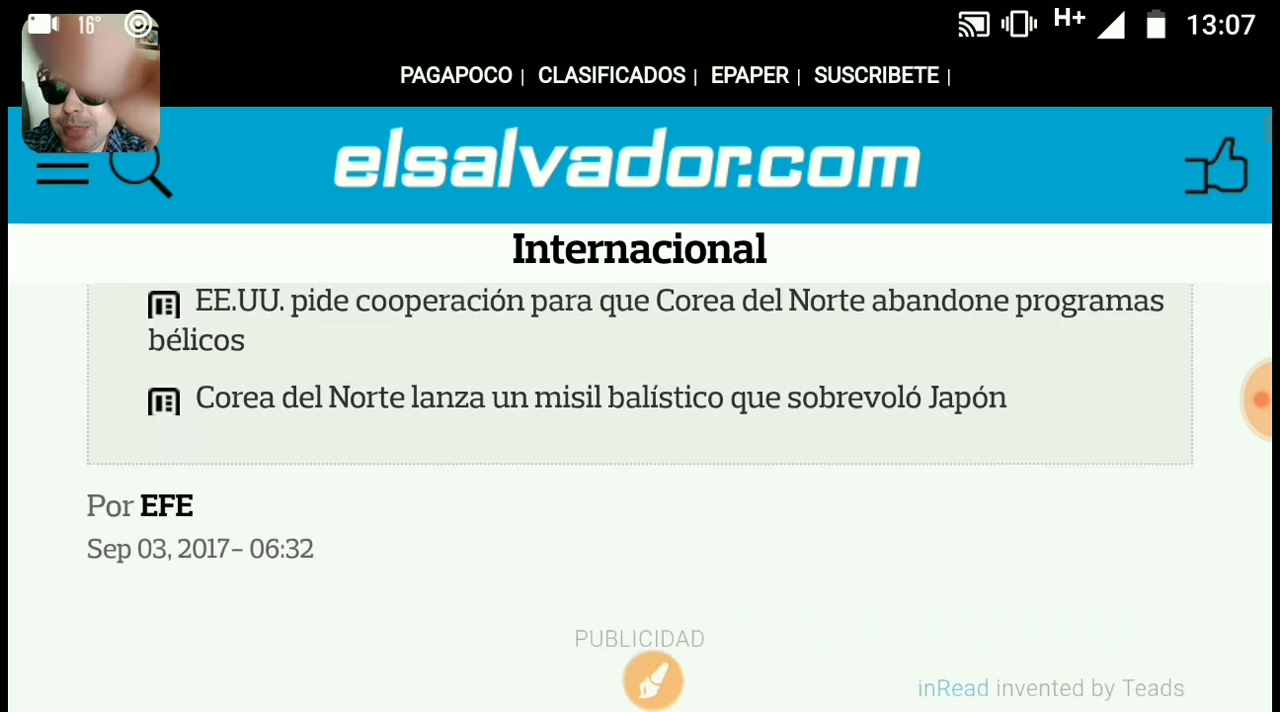 16° H+ 13:07
PAGAPOCO | CLASIFICADOS | EPAPER | SUSCRIBETE |
elsalvador.com
Internacional
EE.UU. pide cooperación para que Corea del Norte abandone programas
bélicos
Corea del Norte lanza un misil balístico que sobrevoló Japón
Por EFE
Sep 03, 2017– 06:32
PUBLICIDAD
inRead invented by Teads